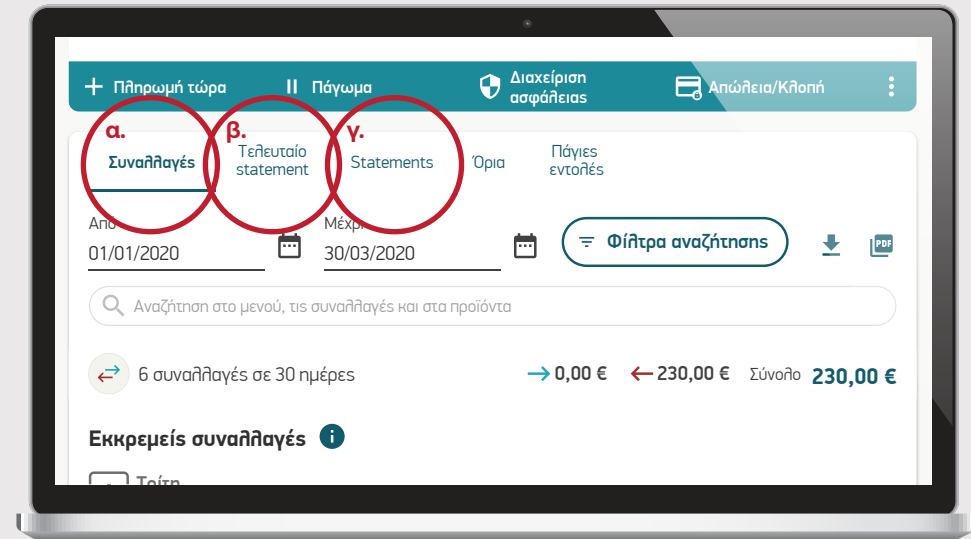 Πληρωμή τώρα
Πάγωμα
Διαχείριση
ασφάλειας
Απώλεια/Κλοπή
α.
β.
γ.
Συναλλαγές
Τελευταίο
statement
Statements
Όρια
Πάγιες
εντολές
Από
01/01/2020
Μέχρι
30/03/2020
Φίλτρα αναζήτησης
PDF
Αναζήτηση στο μενού, τις συναλλαγές και στα προϊόντα
6 συναλλαγές σε 30 ημέρες
0,00 €
230,00 €
Σύνολο
230,00 €
Εκκρεμείς συναλλαγές
i
Τρίτη